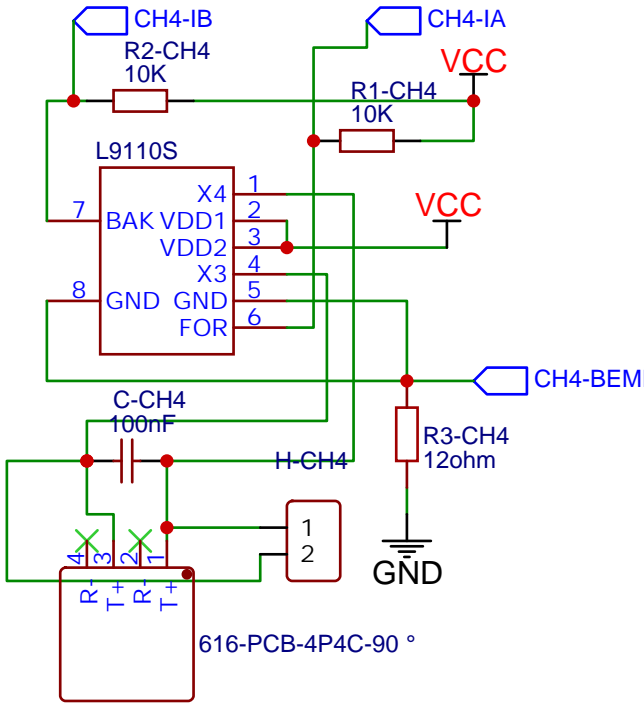 CH4-IB
CH4-IA
R2-CH4
10K
VCC
R1-CH4
10K
L9110S
X4 1
7 BAK VDD1 2
VCC
VDD2 3
X3 4
8 GND GND 5
FOR 6
CH4-BEM
C-CH4
100nF
R3-CH4
12ohm
H-CH4
1
2
GND
4 3 2 1
R- T+ R- T+
616-PCB-4P4C-90 °